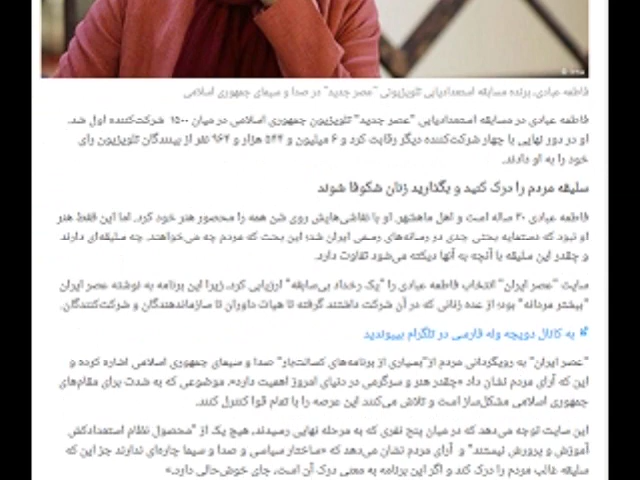 فاطمه عبادی، برنده مسابقه استعدادیابی تلویزیونی "عصر جدید" در صدا و سیمای جمهوری اسلامی
فاطمه عبادی در مسابقه استعدادیابی "عصر جدید" تلویزیون جمهوری اسلامی در میان ۱۵۰۰ شرکت‌کننده اول شد.
او در دور نهایی با چهار شرکت‌کننده دیگر رقابت کرد و ۶ میلیون و ۵۴۴ هزار و ۹۶۴ نفر از بینندگان تلویزیون رای
خود را به او دادند.
سلیقه مردم را درک کنید و بگذارید زنان شکوفا شوند
فاطمه عبادی ۳۰ ساله است و اهل ماهشهر. او با نقاشی‌هایش روی شن همه را محصور هنر خود کرد. اما این فقط هنر
او نبود که دستمایه بحثی جدی در رسانه‌های رسمی ایران شد؛ این بحث که مردم چه می‌خواهند، چه سلیقه‌ای دارند
و چقدر این سلیقه با آنچه به آنها دیکته می‌شود تفاوت دارد.
سایت "عصر ایران" انتخاب فاطمه عبادی را "یک رخداد بی‌سابقه" ارزیابی کرد. زیرا این برنامه به نوشته عصر ایران
"بیشتر مردانه" بود؛ از عده زنانی که در آن شرکت داشتند گرفته تا هیات داوران تا سازماندهندگان و شرکت‌کنندگان.
به کانال دویچه وله فارسی در تلگرام بپیوندید
"عصر ایران" به رویگردانی مردم از "بسیاری از برنامه‌های کسالت‌بار" صدا و سیمای جمهوری اسلامی اشاره کرده و
این که آرای مردم نشان داد «چقدر هنر و سرگرمی در دنیای امروز اهمیت دارد». موضوعی که به شدت برای مقام‌های
جمهوری اسلامی مشکل‌ساز است و تلاش می‌کنند این عرصه را با تمام قوا کنترل کنند.
این سایت توجه می‌دهد که در میان پنج نفری که به مرحله نهایی رسیدند، هیچ یک از "محصول نظام استعدادکش
آموزش و پرورش نیستند" و آرای مردم نشان می‌دهد که «ساختار سیاسی و صدا و سیما چاره‌ای ندارند جز این که
سلیقه غالب مردم را درک کند و اگر این برنامه به معنی درک آن است، جای خوش‌حالی دارد.»